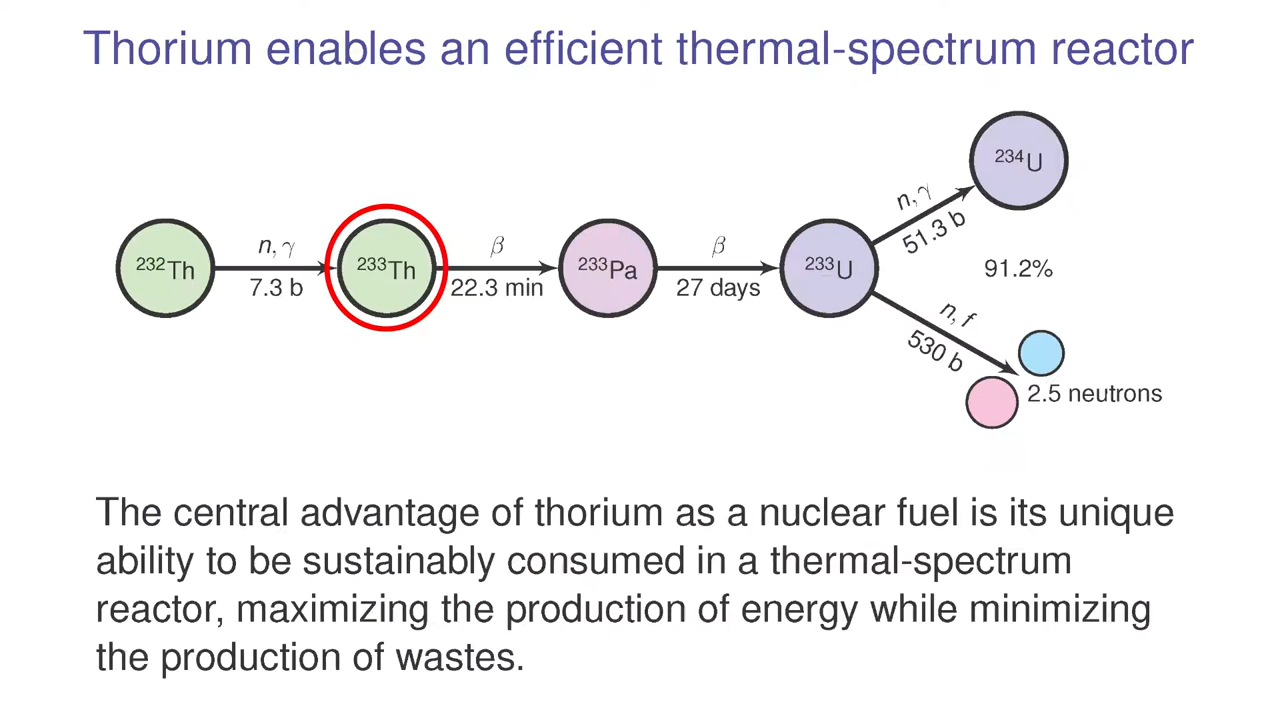 Thorium enables an efficient thermal-spectrum reactor
²³²Th
n, γ
7.3 b
²³³Th
β
22.3 min
²³³Pa
β
27 days
²³³U
n, γ
51.3 b
²³⁴U
91.2%
n, f
530 b
2.5 neutrons
The central advantage of thorium as a nuclear fuel is its unique
ability to be sustainably consumed in a thermal-spectrum
reactor, maximizing the production of energy while minimizing
the production of wastes.